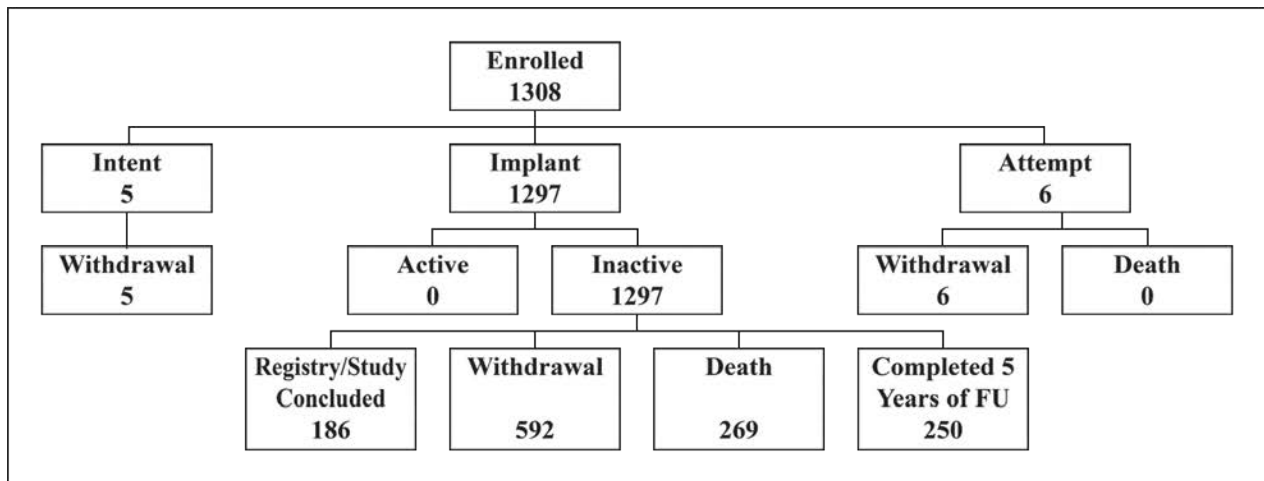 Enrolled
1308
Intent
5
Implant
1297
Attempt
6
Withdrawal
5
Active
0
Inactive
1297
Withdrawal
6
Death
0
Registry/Study
Concluded
186
Withdrawal
592
Death
269
Completed 5
Years of FU
250